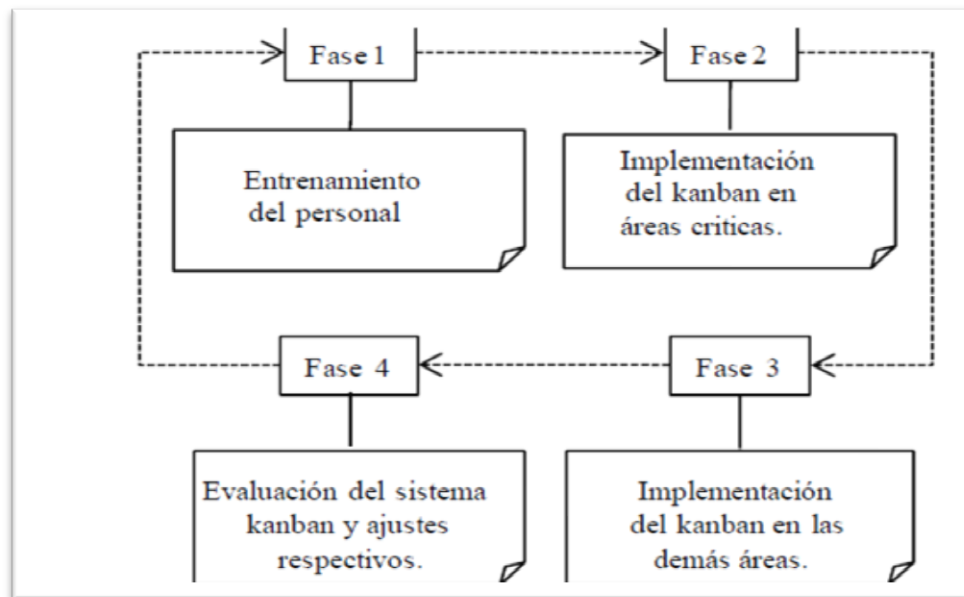 Fase 1
Fase 2
Entrenamiento
del personal
Implementación
del kanban en
áreas criticas.
Fase 4
Fase 3
Evaluación del sistema
kanban y ajustes
respectivos.
Implementación
del kanban en las
demás áreas.